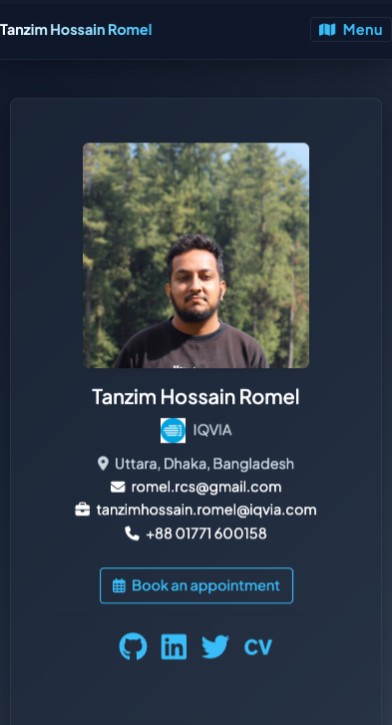 Tanzim Hossain Romel
Menu
Tanzim Hossain Romel
IQVIA
Uttara, Dhaka, Bangladesh
romel.rcs@gmail.com
tanzimhossain.romel@iqvia.com
+88 01771 600158
Book an appointment
CV